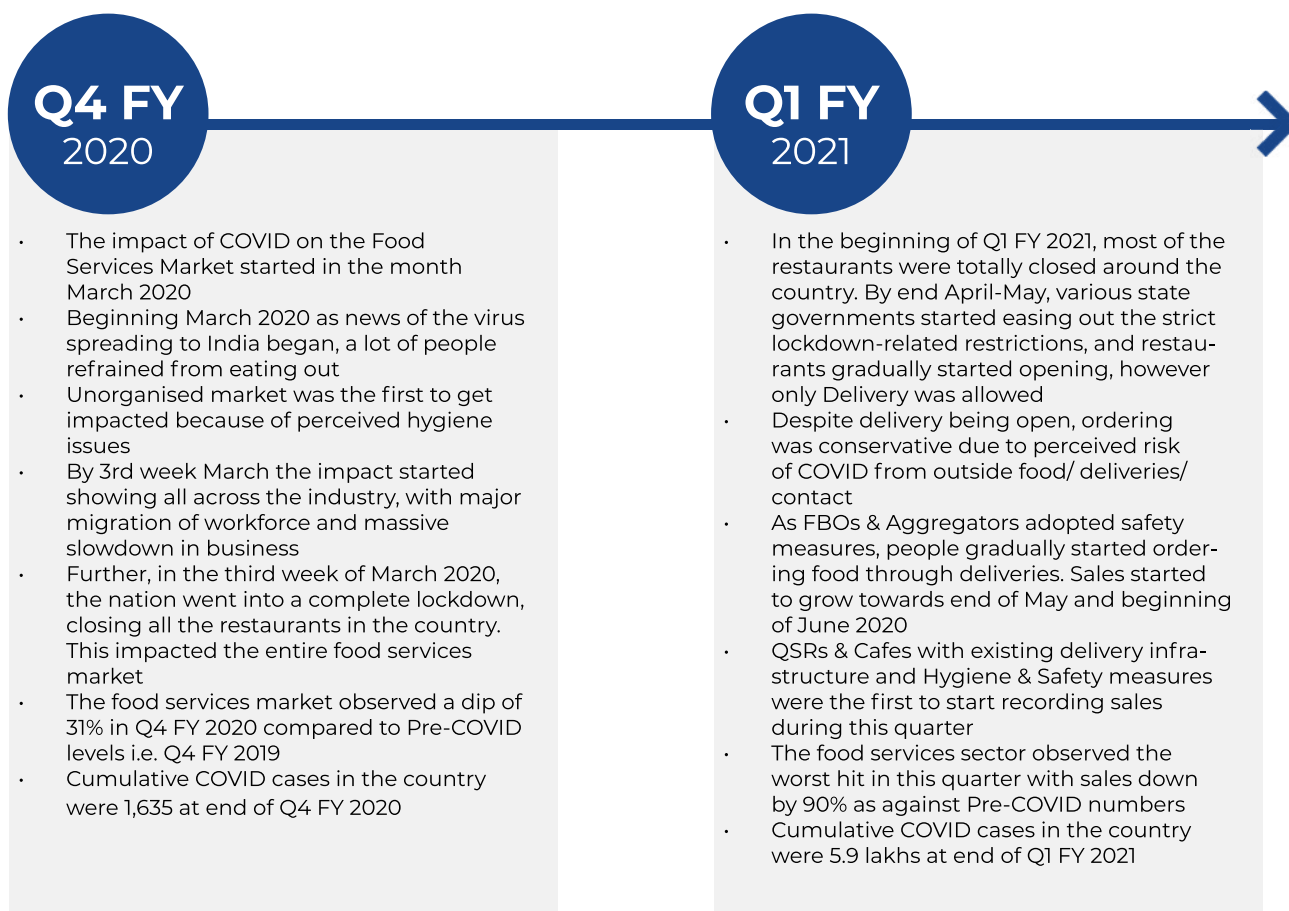 Q4 FY
2020
• The impact of COVID on the Food
Services Market started in the month
March 2020
• Beginning March 2020 as news of the virus
spreading to India began, a lot of people
refrained from eating out
• Unorganised market was the first to get
impacted because of perceived hygiene
issues
• By 3rd week March the impact started
showing all across the industry, with major
migration of workforce and massive
slowdown in business
• Further, in the third week of March 2020,
the nation went into a complete lockdown,
closing all the restaurants in the country.
This impacted the entire food services
market
• The food services market observed a dip of
31% in Q4 FY 2020 compared to Pre-COVID
levels i.e. Q4 FY 2019
• Cumulative COVID cases in the country
were 1,635 at end of Q4 FY 2020
Q1 FY
2021
• In the beginning of Q1 FY 2021, most of the
restaurants were totally closed around the
country. By end April-May, various state
governments started easing out the strict
lockdown-related restrictions, and restau-
rants gradually started opening, however
only Delivery was allowed
• Despite delivery being open, ordering
was conservative due to perceived risk
of COVID from outside food/ deliveries/
contact
• As FBOs & Aggregators adopted safety
measures, people gradually started order-
ing food through deliveries. Sales started
to grow towards end of May and beginning
of June 2020
• QSRs & Cafes with existing delivery infra-
structure and Hygiene & Safety measures
were the first to start recording sales
during this quarter
• The food services sector observed the
worst hit in this quarter with sales down
by 90% as against Pre-COVID numbers
• Cumulative COVID cases in the country
were 5.9 lakhs at end of Q1 FY 2021